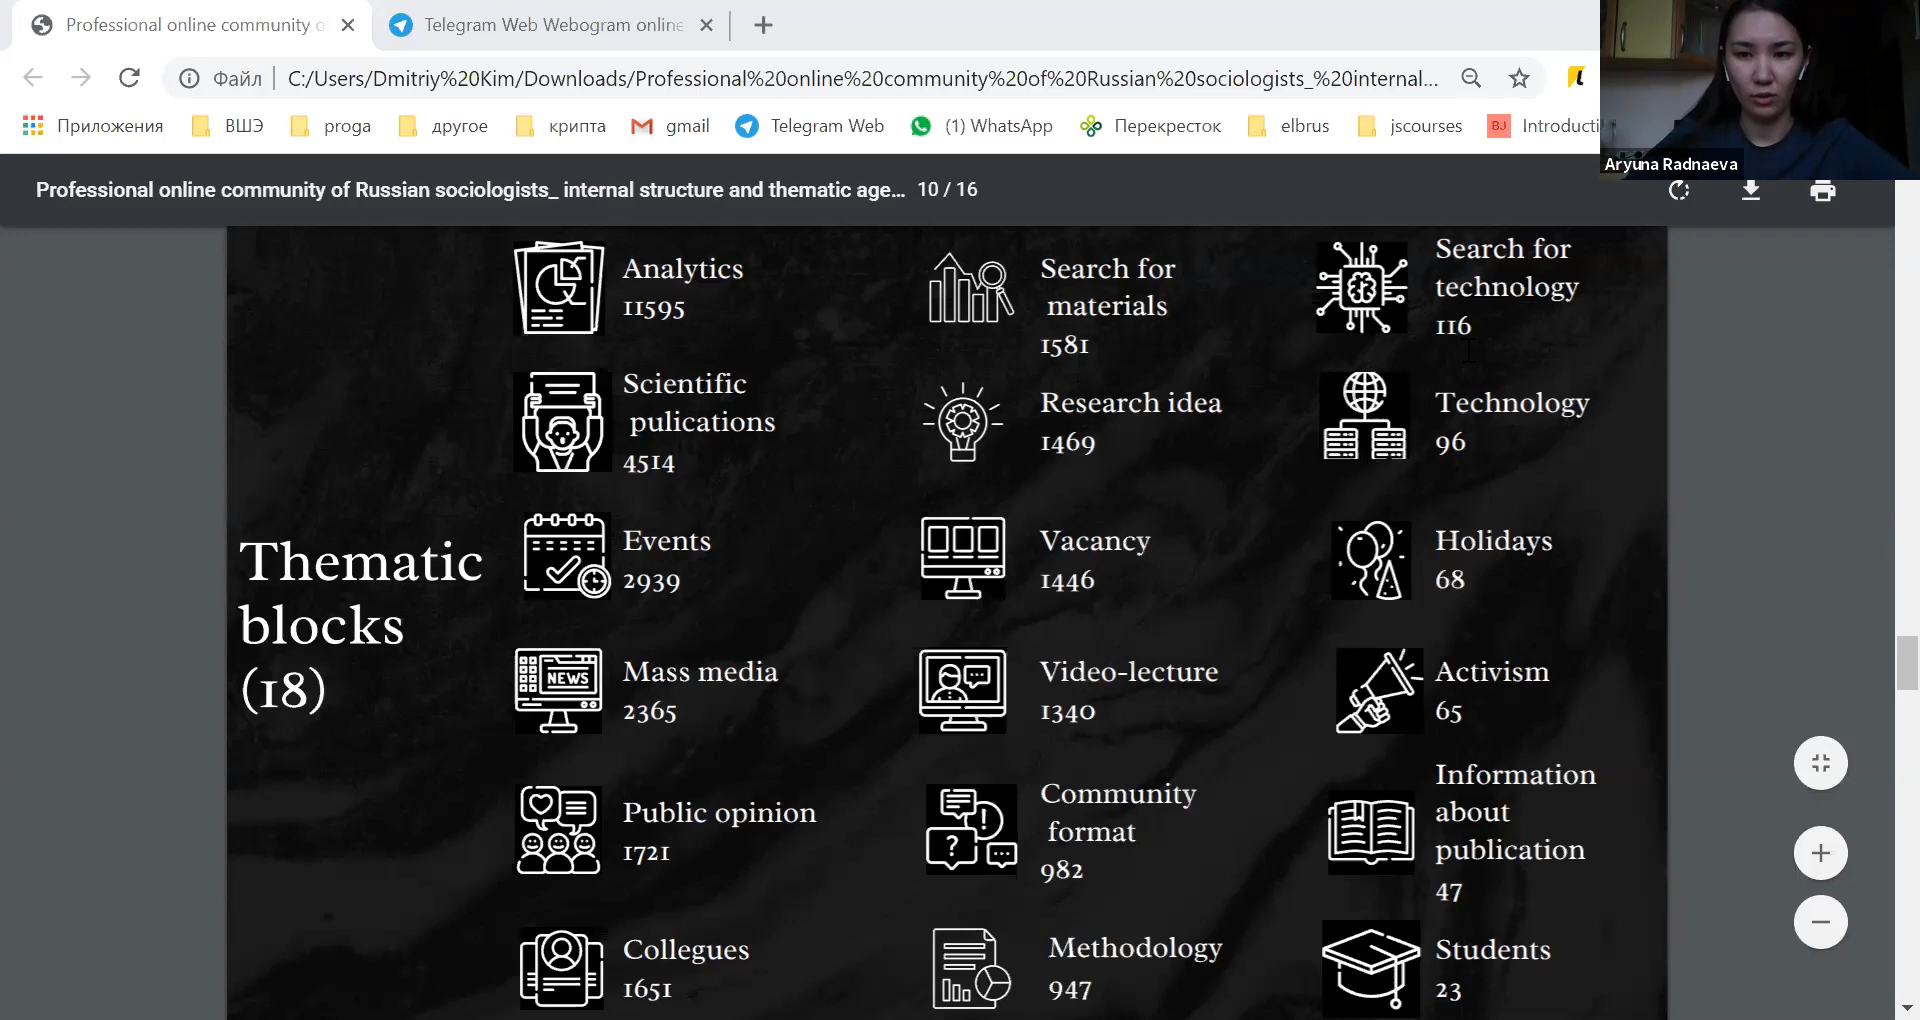 Professional online community o
Telegram Web Webogram online
Файл
C:/Users/Dmitriy%20Kim/Downloads/Professional%20online%20community%20of%20Russian%20sociologists_%20internal...
Приложения
ВШЭ
proga
другое
крипта
gmail
Telegram Web
(1) WhatsApp
Перекресток
elbrus
jscourses
BJ
Introducti
Aryuna Radnaeva
Professional online community of Russian sociologists_ internal structure and thematic age... 10 / 16
Thematic
blocks
(18)
Analytics
11595
Scientific
pulications
4514
Events
2939
NEWS
Mass media
2365
Public opinion
1721
Collegues
1651
Search for
materials
1581
Research idea
1469
Vacancy
1446
Video-lecture
1340
Community
format
982
Methodology
947
Search for
technology
116
Technology
96
Holidays
68
Activism
65
Information
about
publication
47
Students
23